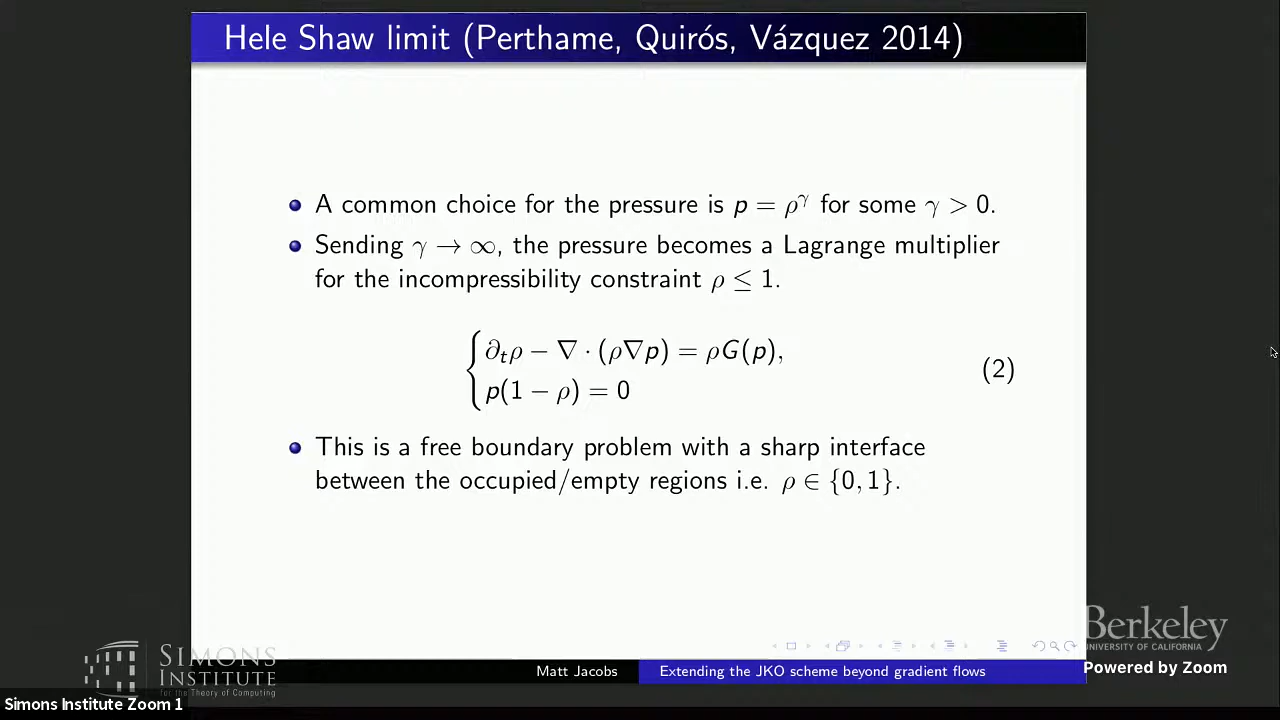 Hele Shaw limit (Perthame, Quirós, Vázquez 2014)
A common choice for the pressure is p = ρ^γ for some γ > 0.
Sending γ → ∞, the pressure becomes a Lagrange multiplier
for the incompressibility constraint ρ ≤ 1.
∂_tρ − ∇ · (ρ∇p) = ρG(p),
p(1 − ρ) = 0
(2)
This is a free boundary problem with a sharp interface
between the occupied/empty regions i.e. ρ ∈ {0, 1}.
Berkeley
UNIVERSITY OF CALIFORNIA
SIMONS
INSTITUTE
for the Theory of Computing
Matt Jacobs
Extending the JKO scheme beyond gradient flows
Powered by Zoom
Simons Institute Zoom 1